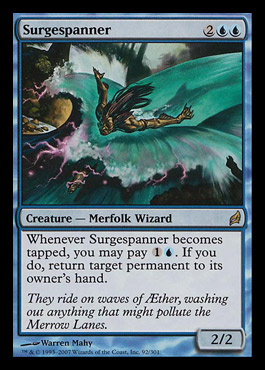 Surgespanner 2
Creature — Merfolk Wizard
Whenever Surgespanner becomes
tapped, you may pay 1 . If you
do, return target permanent to its
owner's hand.
They ride on waves of Æther, washing
out anything that might pollute the
Merrow Lanes.
Warren Mahy
™ & © 1993-2007 Wizards of the Coast, Inc. 92/301
2/2